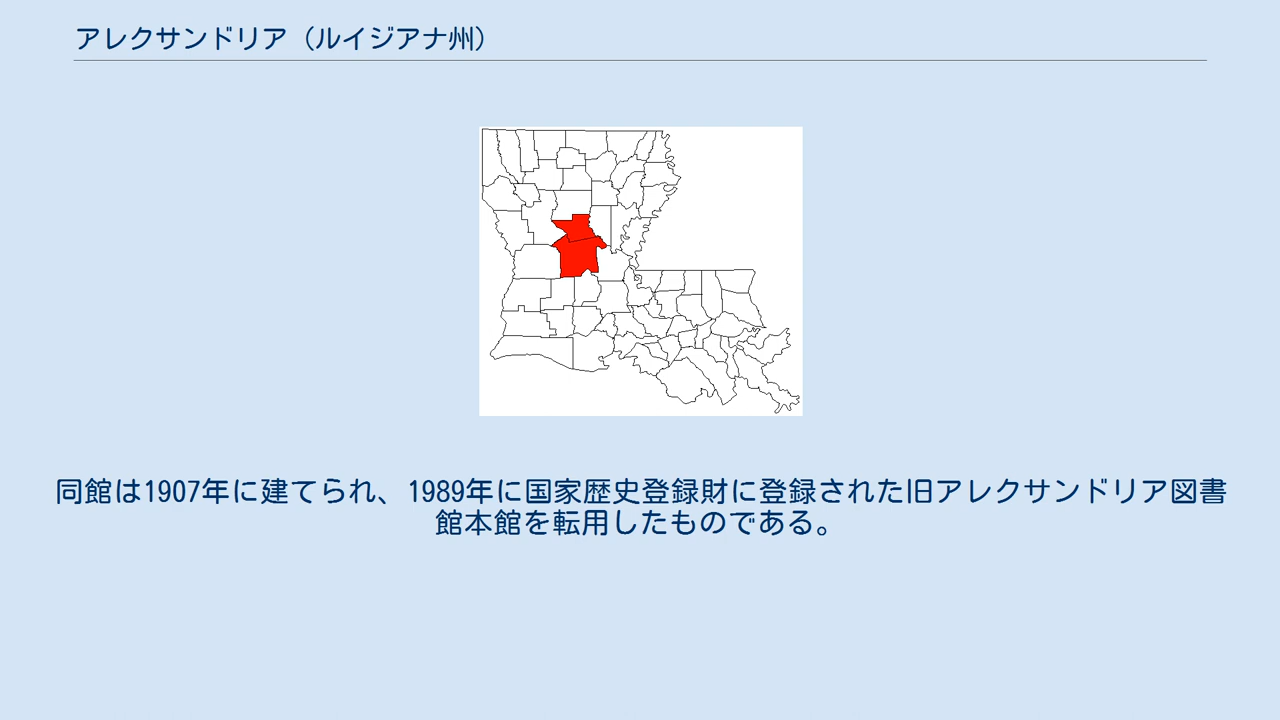 アレクサンドリア（ルイジアナ州）
同館は1907年に建てられ、1989年に国家歴史登録財に登録された旧アレクサンドリア図書
館本館を転用したものである。